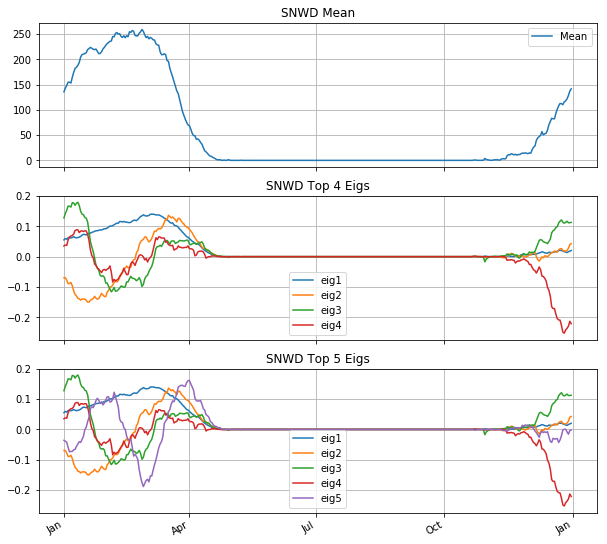 SNWD Mean
250
200
150
100
50
0
Mean
SNWD Top 4 Eigs
0.2
0.1
0.0
−0.1
−0.2
eig1
eig2
eig3
eig4
SNWD Top 5 Eigs
0.2
0.1
0.0
−0.1
−0.2
eig1
eig2
eig3
eig4
eig5
Jan
Apr
Jul
Oct
Jan